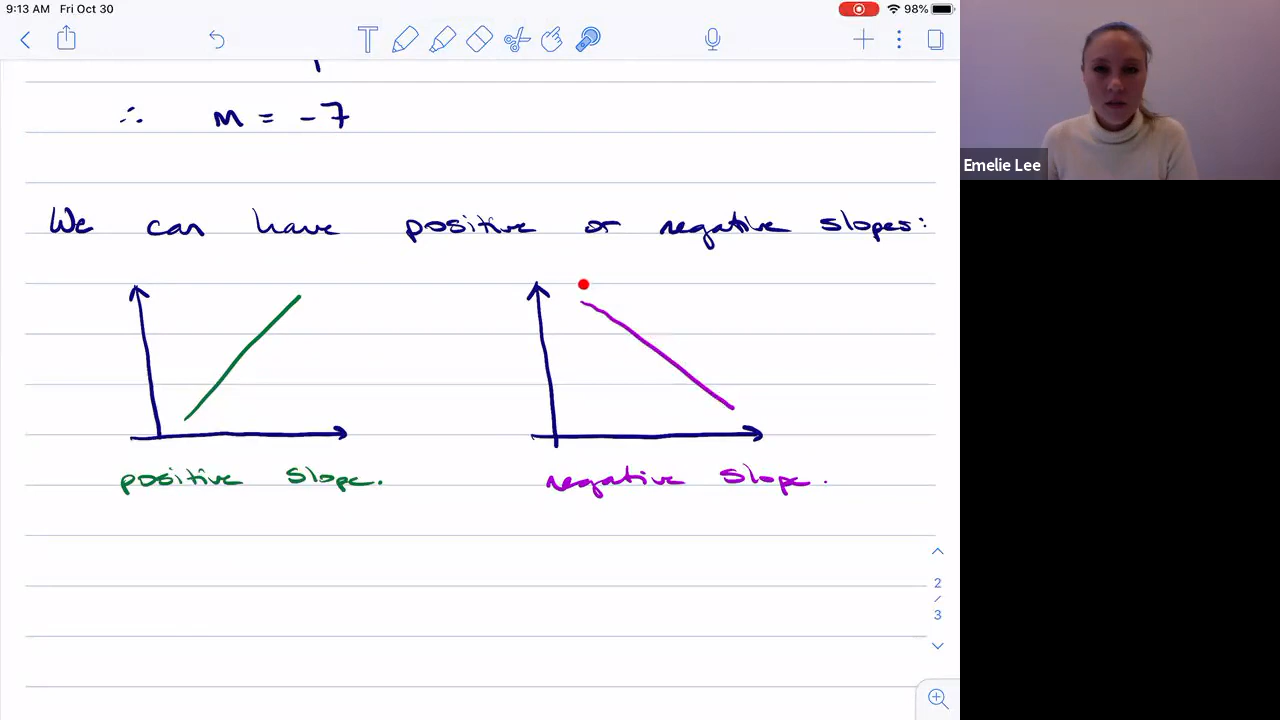 9:13 AM Fri Oct 30
98%
∴ m = -7
Emelie Lee
We can have positive or negative slopes:
positive slope.
negative slope.
2
/
3